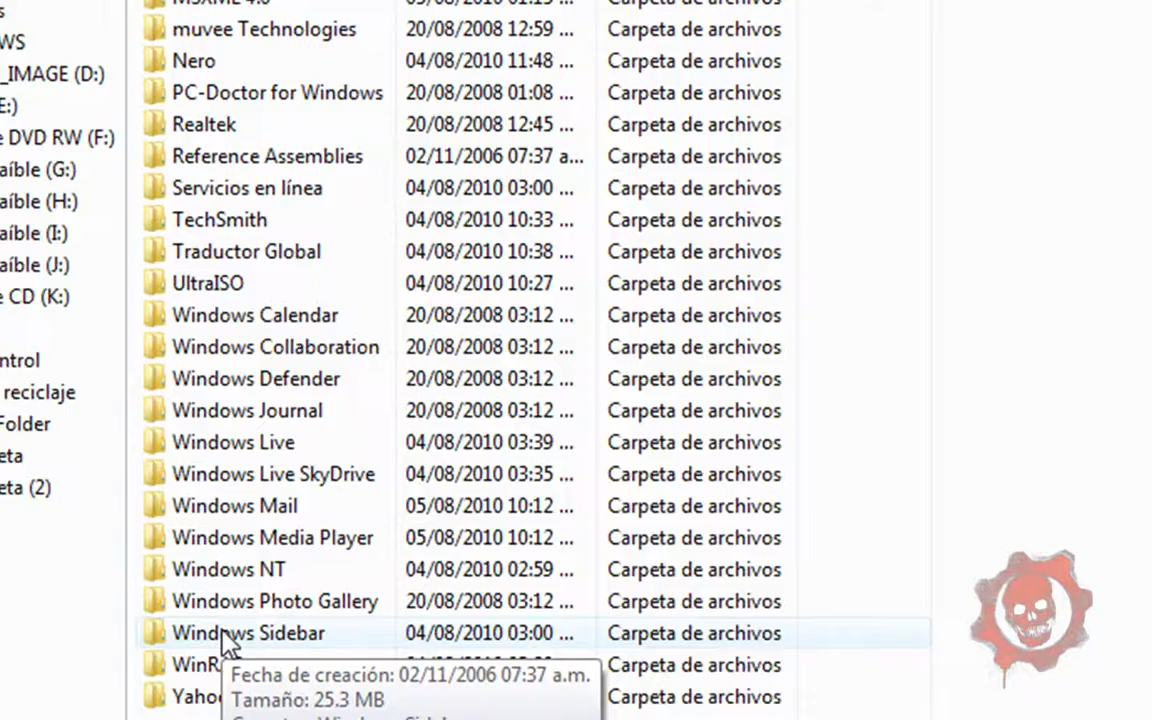 MSXML 4.0
muvee Technologies 20/08/2008 12:59 ... Carpeta de archivos
_IMAGE (D:) Nero 04/08/2010 11:48 ... Carpeta de archivos
E:) PC-Doctor for Windows 20/08/2008 01:08 ... Carpeta de archivos
e DVD RW (F:) Realtek 20/08/2008 12:45 ... Carpeta de archivos
aíble (G:) Reference Assemblies 02/11/2006 07:37 a... Carpeta de archivos
aíble (H:) Servicios en línea 04/08/2010 03:00 ... Carpeta de archivos
aíble (I:) TechSmith 04/08/2010 10:33 ... Carpeta de archivos
aíble (J:) Traductor Global 04/08/2010 10:38 ... Carpeta de archivos
e CD (K:) UltraISO 04/08/2010 10:27 ... Carpeta de archivos
Windows Calendar 20/08/2008 03:12 ... Carpeta de archivos
ntrol Windows Collaboration 20/08/2008 03:12 ... Carpeta de archivos
reciclaje Windows Defender 20/08/2008 03:12 ... Carpeta de archivos
Folder Windows Journal 20/08/2008 03:12 ... Carpeta de archivos
eta Windows Live 04/08/2010 03:39 ... Carpeta de archivos
eta (2) Windows Live SkyDrive 04/08/2010 03:35 ... Carpeta de archivos
Windows Mail 05/08/2010 10:12 ... Carpeta de archivos
Windows Media Player 05/08/2010 10:12 ... Carpeta de archivos
Windows NT 04/08/2010 02:59 ... Carpeta de archivos
Windows Photo Gallery 20/08/2008 03:12 ... Carpeta de archivos
Windows Sidebar 04/08/2010 03:00 ... Carpeta de archivos
WinR Carpeta de archivos
Fecha de creación: 02/11/2006 07:37 a.m.
Yaho Tamaño: 25.3 MB Carpeta de archivos